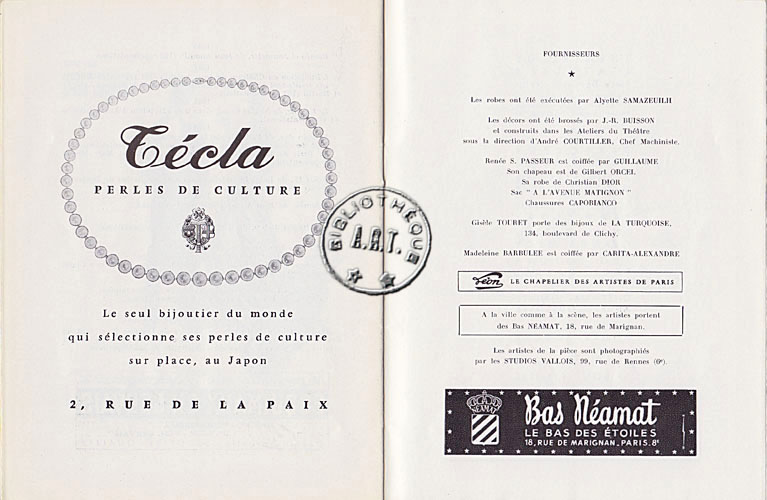 Técla
PERLES DE CULTURE
Le seul bijoutier du monde
qui sélectionne ses perles de culture
sur place, au Japon
2, RUE DE LA PAIX
BIBLIOTHÈQUE
A.R.T.
FOURNISSEURS
Les robes ont été exécutées par Alyette SAMAZEUILH
Les décors ont été brossés par J.-R. BUISSON
et construits dans les Ateliers du Théâtre
sous la direction d'André COURTILLER, Chef Machiniste.
Renée S. PASSEUR est coiffée par GUILLAUME
Son chapeau est de Gilbert ORCEL
Sa robe de Christian DIOR
Sac " A L'AVENUE MATIGNON "
Chaussures CAPOBIANCO
Gisèle TOURET porte des bijoux de LA TURQUOISE,
134, boulevard de Clichy.
Madeleine BARBULEE est coiffée par CARITA-ALEXANDRE
Léon LE CHAPELIER DES ARTISTES DE PARIS
A la ville comme à la scène, les artistes portent
des Bas NÉAMAT, 18, rue de Marignan.
Les artistes de la pièce sont photographiés
par les STUDIOS VALLOIS, 99, rue de Rennes (6e).
NÉAMAT
Bas Néamat
LE BAS DES ÉTOILES
18, RUE DE MARIGNAN, PARIS. 8e